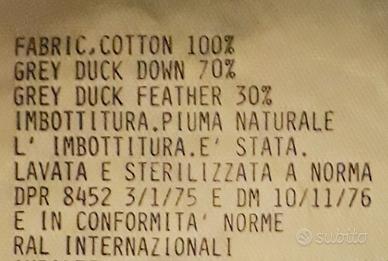 FABRIC,COTTON 100%
GREY DUCK DOWN 70%
GREY DUCK FEATHER 30%
IMBOTTITURA.PIUMA NATURALE
L' IMBOTTITURA.E' STATA.
LAVATA E STERILIZZATA A NORMA
DPR 8452 3/1/75 E DM 10/11/76
E IN CONFORMITA' NORME
RAL INTERNAZIONALI
subito